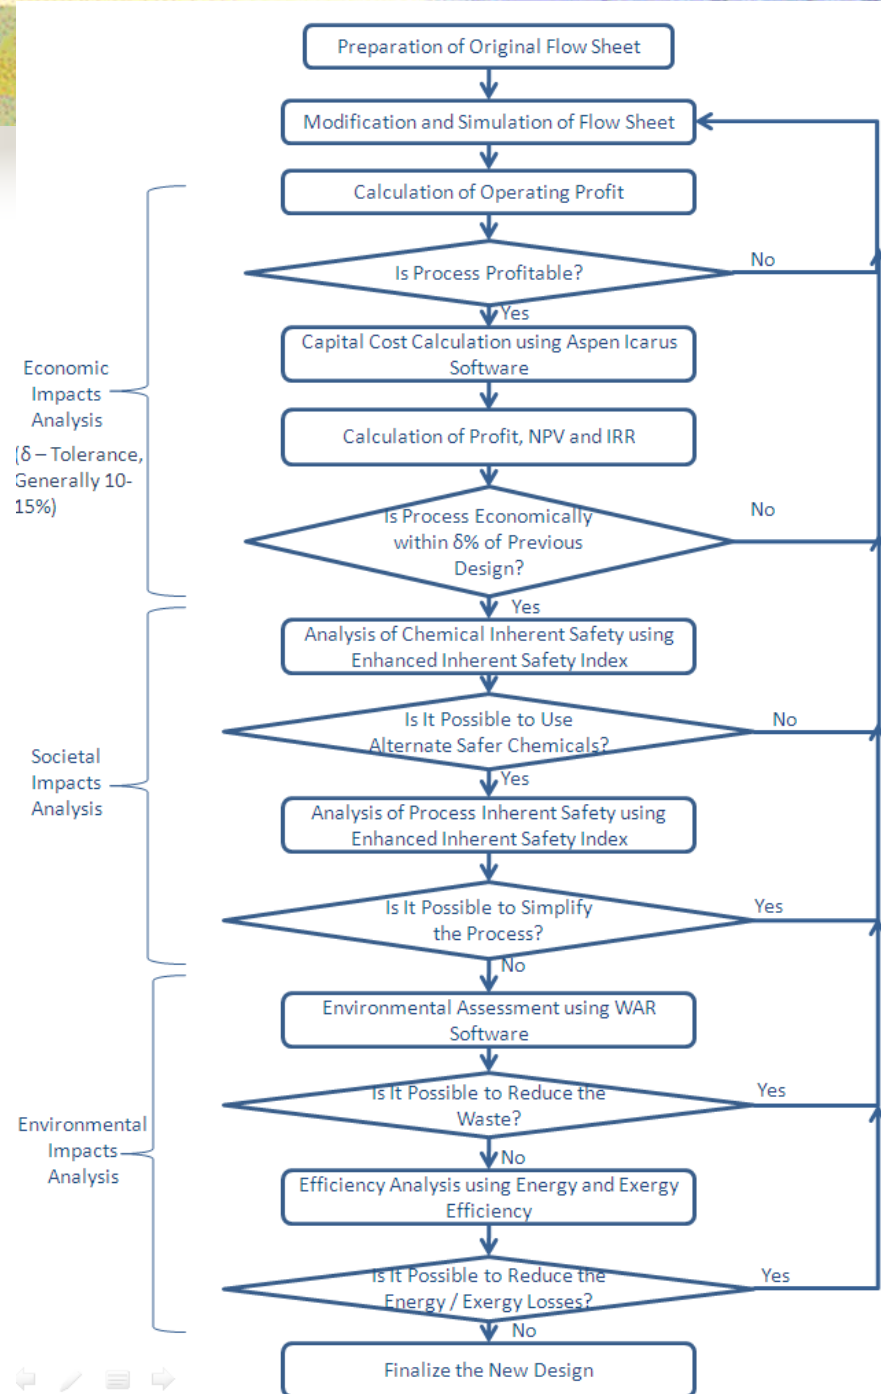 Preparation of Original Flow Sheet
Modification and Simulation of Flow Sheet
Calculation of Operating Profit
Is Process Profitable?
No
Yes
Capital Cost Calculation using Aspen Icarus
Software
Economic
Impacts
Analysis
(δ – Tolerance,
Generally 10-
15%)
Calculation of Profit, NPV and IRR
Is Process Economically
within δ% of Previous
Design?
No
Yes
Analysis of Chemical Inherent Safety using
Enhanced Inherent Safety Index
Is It Possible to Use
Alternate Safer Chemicals?
No
Yes
Societal
Impacts
Analysis
Analysis of Process Inherent Safety using
Enhanced Inherent Safety Index
Is It Possible to Simplify
the Process?
Yes
No
Environmental Assessment using WAR
Software
Is It Possible to Reduce the
Waste?
Yes
No
Environmental
Impacts
Analysis
Efficiency Analysis using Energy and Exergy
Efficiency
Is It Possible to Reduce the
Energy / Exergy Losses?
Yes
No
Finalize the New Design